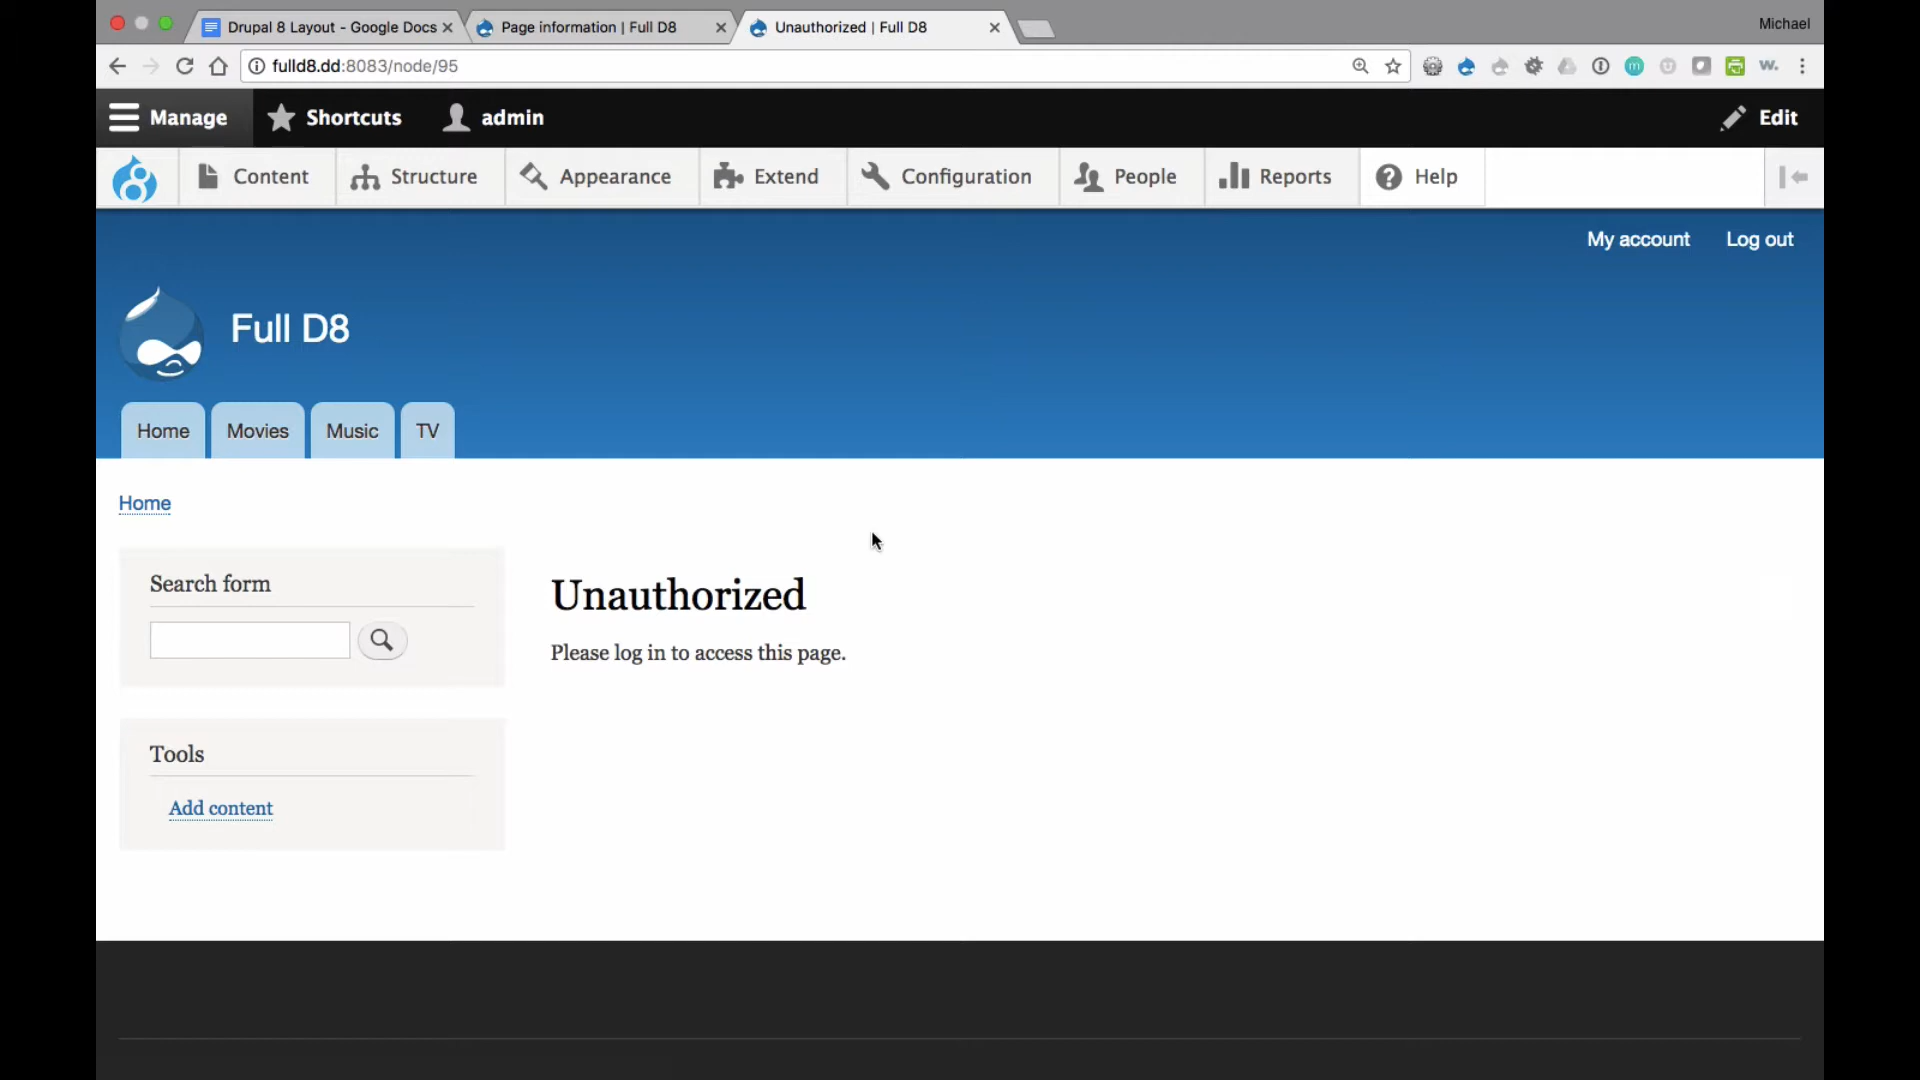 Drupal 8 Layout - Google Docs
Page information | Full D8
Unauthorized | Full D8
Michael
fulld8.dd:8083/node/95
Manage
Shortcuts
admin
Edit
Content
Structure
Appearance
Extend
Configuration
People
Reports
Help
My account
Log out
Full D8
Home
Movies
Music
TV
Home
Search form
Unauthorized
Please log in to access this page.
Tools
Add content